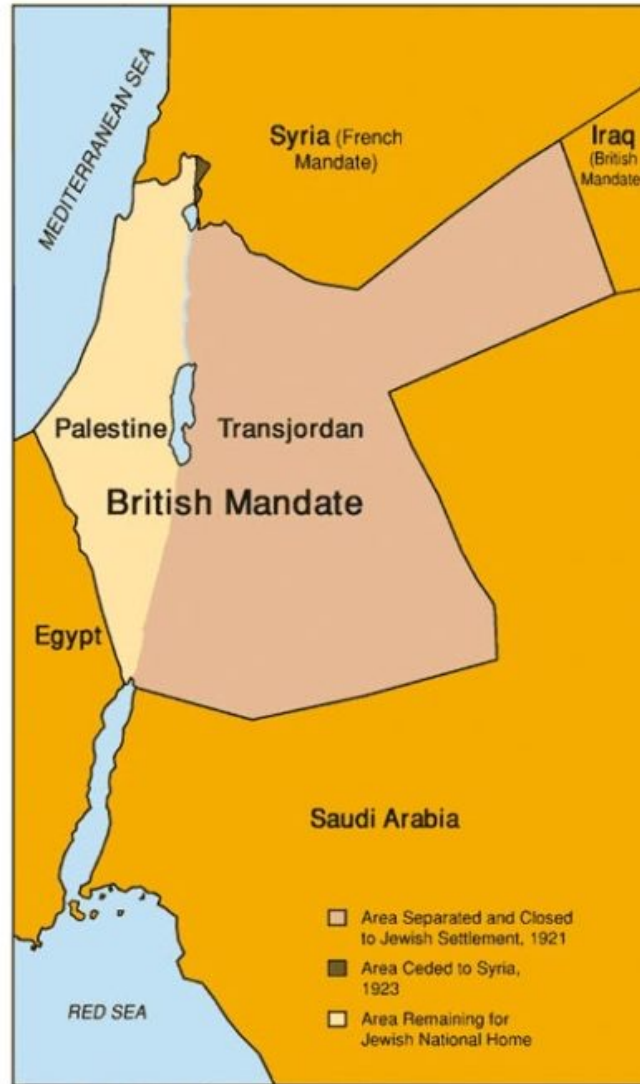 MEDITERRANEAN SEA
Syria (French
Mandate)
Iraq
(British
Mandate)
Palestine
Transjordan
British Mandate
Egypt
Saudi Arabia
Area Separated and Closed
to Jewish Settlement, 1921
Area Ceded to Syria,
1923
Area Remaining for
Jewish National Home
RED SEA